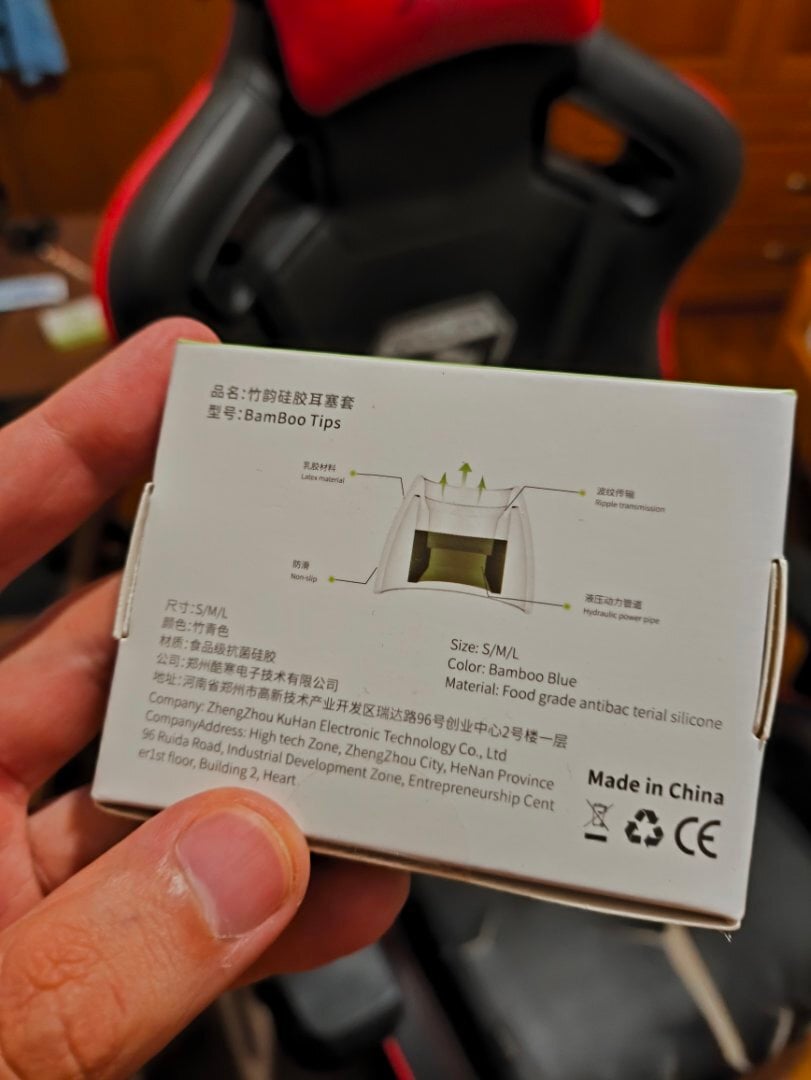 品名:竹韵硅胶耳塞套
型号:BamBoo Tips
乳胶材料
Latex material
波纹传输
Ripple transmission
防滑
Non-slip
液压动力管道
Hydraulic power pipe
尺寸:S/M/L
颜色:竹青色
材质:食品级抗菌硅胶
公司:郑州酷寒电子技术有限公司
地址:河南省郑州市高新技术产业开发区瑞达路96号创业中心2号楼一层
Size: S/M/L
Color: Bamboo Blue
Material: Food grade antibac terial silicone
Company: ZhengZhou KuHan Electronic Technology Co., Ltd
CompanyAddress: High tech Zone, ZhengZhou City, HeNan Province
96 Ruida Road, Industrial Development Zone, Entrepreneurship Cent
er1st floor, Building 2, Heart
Made in China
CE